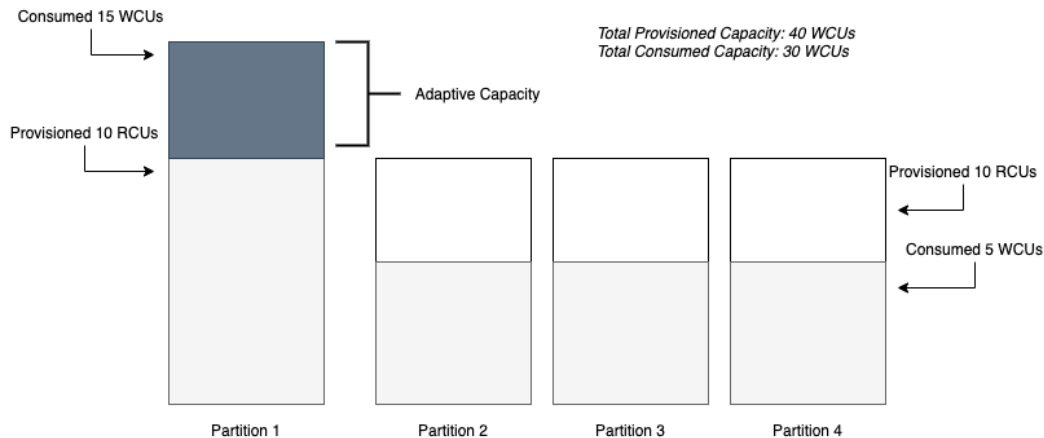 Consumed 15 WCUs
Total Provisioned Capacity: 40 WCUs
Total Consumed Capacity: 30 WCUs
Adaptive Capacity
Provisioned 10 RCUs
Provisioned 10 RCUs
Consumed 5 WCUs
Partition 1
Partition 2
Partition 3
Partition 4